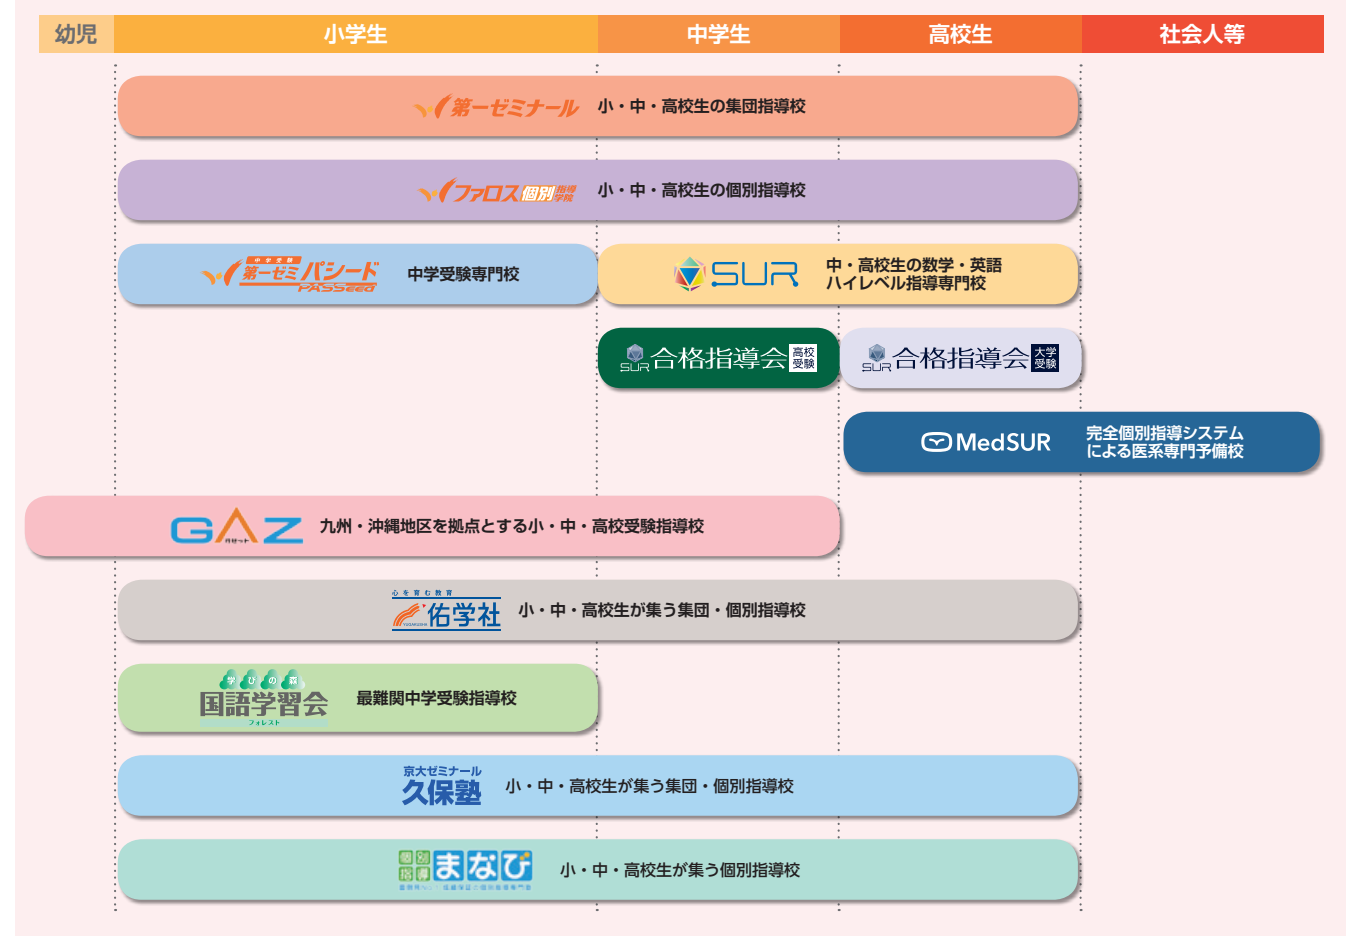 幼児
小学生
中学生
高校生
社会人等
第一ゼミナール
小・中・高校生の集団指導校
ファロス個別指導学院
小・中・高校生の個別指導校
中学受験
第一ゼミパシード
PASSeed
中学受験専門校
SUR
中・高校生の数学・英語
ハイレベル指導専門校
SUR
合格指導会
高校
受験
SUR
合格指導会
大学
受験
MedSUR
完全個別指導システム
による医系専門予備校
GAZ
ガゼット
九州・沖縄地区を拠点とする小・中・高校受験指導校
心を育む教育
佑学社
YUGAKUSHA
小・中・高校生が集う集団・個別指導校
学びの森
国語学習会
フォレスト
最難関中学受験指導校
京大ゼミナール
久保塾
小・中・高校生が集う集団・個別指導校
個別
指導
まなび
小・中・高校生が集う個別指導校